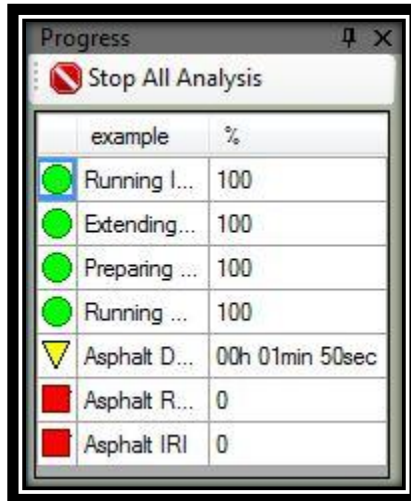 Progress
Stop All Analysis
example %
Running I... 100
Extending... 100
Preparing ... 100
Running ... 100
Asphalt D... 00h 01min 50sec
Asphalt R... 0
Asphalt IRI 0